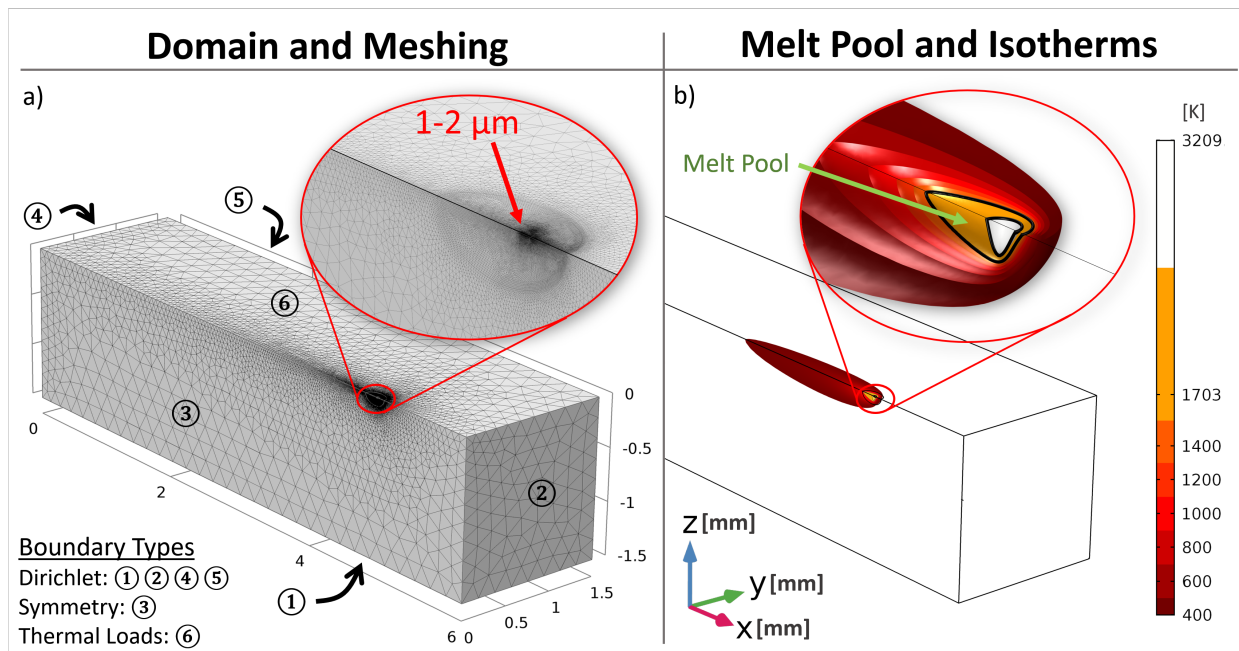 Domain and Meshing
a)
1-2 μm
④
⑤
⑥
③
②
①
0
2
4
6
0
0.5
1
1.5
0
-0.5
-1
-1.5
Boundary Types
Dirichlet: ① ② ④ ⑤
Symmetry: ③
Thermal Loads: ⑥
Melt Pool and Isotherms
b)
Melt Pool
[K]
3209
1703
1400
1200
1000
800
600
400
z [mm]
y [mm]
x [mm]